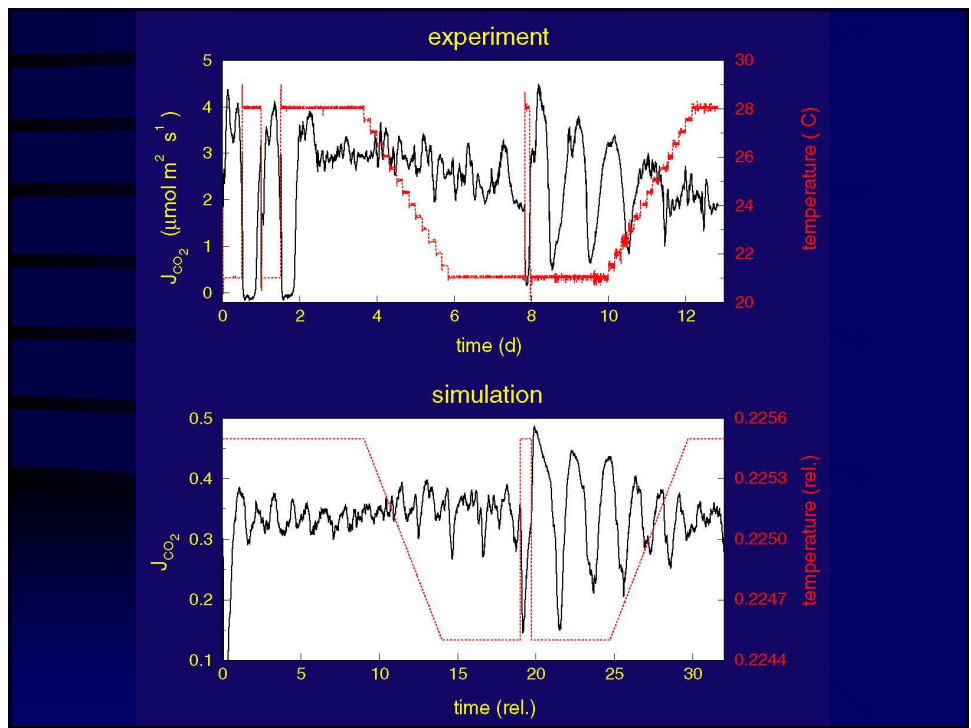 experiment
5
4
3
2
1
0
J_CO2 (µmol m² s¹)
30
28
26
24
22
20
temperature ( C)
0 2 4 6 8 10 12
time (d)
simulation
0.5
0.4
0.3
0.2
0.1
J_CO2
0.2256
0.2253
0.2250
0.2247
0.2244
temperature (rel.)
0 5 10 15 20 25 30
time (rel.)